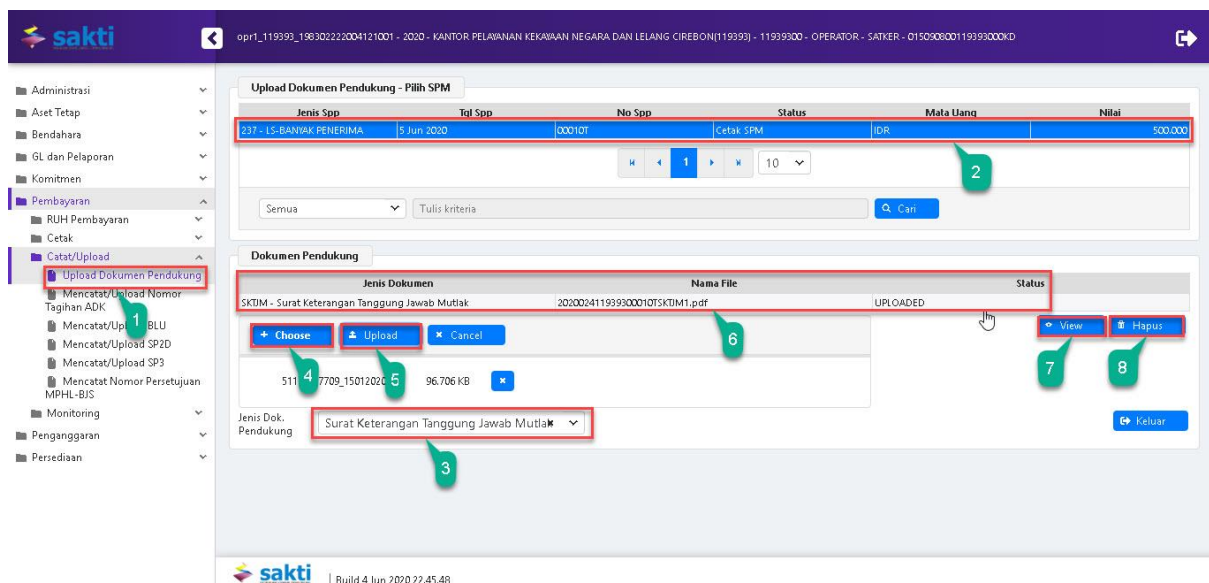 sakti
opr1_119393_198302222004121001 - 2020 - KANTOR PELAYANAN KEKAYAAN NEGARA DAN LELANG CIREBON(119393) - 11939300 - OPERATOR - SATKER - 015090800119393000KD
Administrasi
Aset Tetap
Bendahara
GL dan Pelaporan
Komitmen
Pembayaran
RUH Pembayaran
Cetak
Catat/Upload
Upload Dokumen Pendukung
Mencatat/Upload Nomor
Tagihan ADK
1
BLU
Mencatat/Upload SP2D
Mencatat/Upload SP3
Mencatat Nomor Persetujuan
MPHL-BJS
Monitoring
Penganggaran
Persediaan
Upload Dokumen Pendukung - Pilih SPM
Jenis Spp Tgl Spp No Spp Status Mata Uang Nilai
237 - LS-BANYAK PENERIMA 5 Jun 2020 00010T Cetak SPM IDR 500.000
1 10
2
Semua Tulis kriteria Cari
Dokumen Pendukung
Jenis Dokumen Nama File Status
SKTJM - Surat Keterangan Tanggung Jawab Mutlak 20200241193930 0010TSKTJM1.pdf UPLOADED
+ Choose Upload Cancel View Hapus
4 5 6 7 8
511 7709_15012020 96.706 KB
Jenis Dok.
Pendukung
Surat Keterangan Tanggung Jawab Mutlak
Keluar
3
sakti | Build 4 Jun 2020 22.45.48